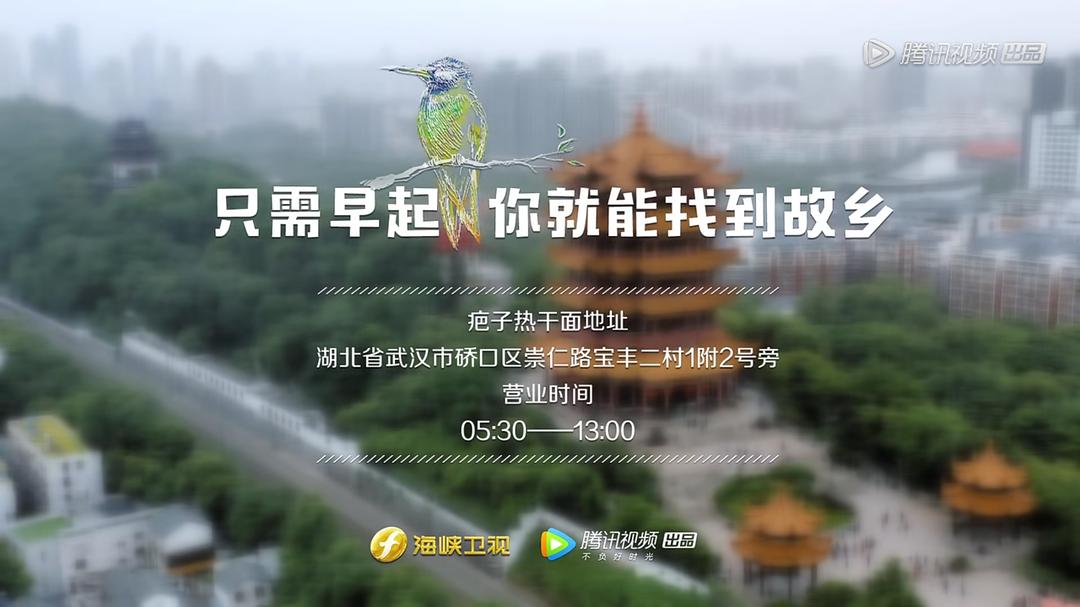 腾讯视频 出品
只需早起 你就能找到故乡
疤子热干面地址
湖北省武汉市硚口区崇仁路宝丰二村1附2号旁
营业时间
05:30——13:00
海峡卫视
腾讯视频 出品
不负好时光